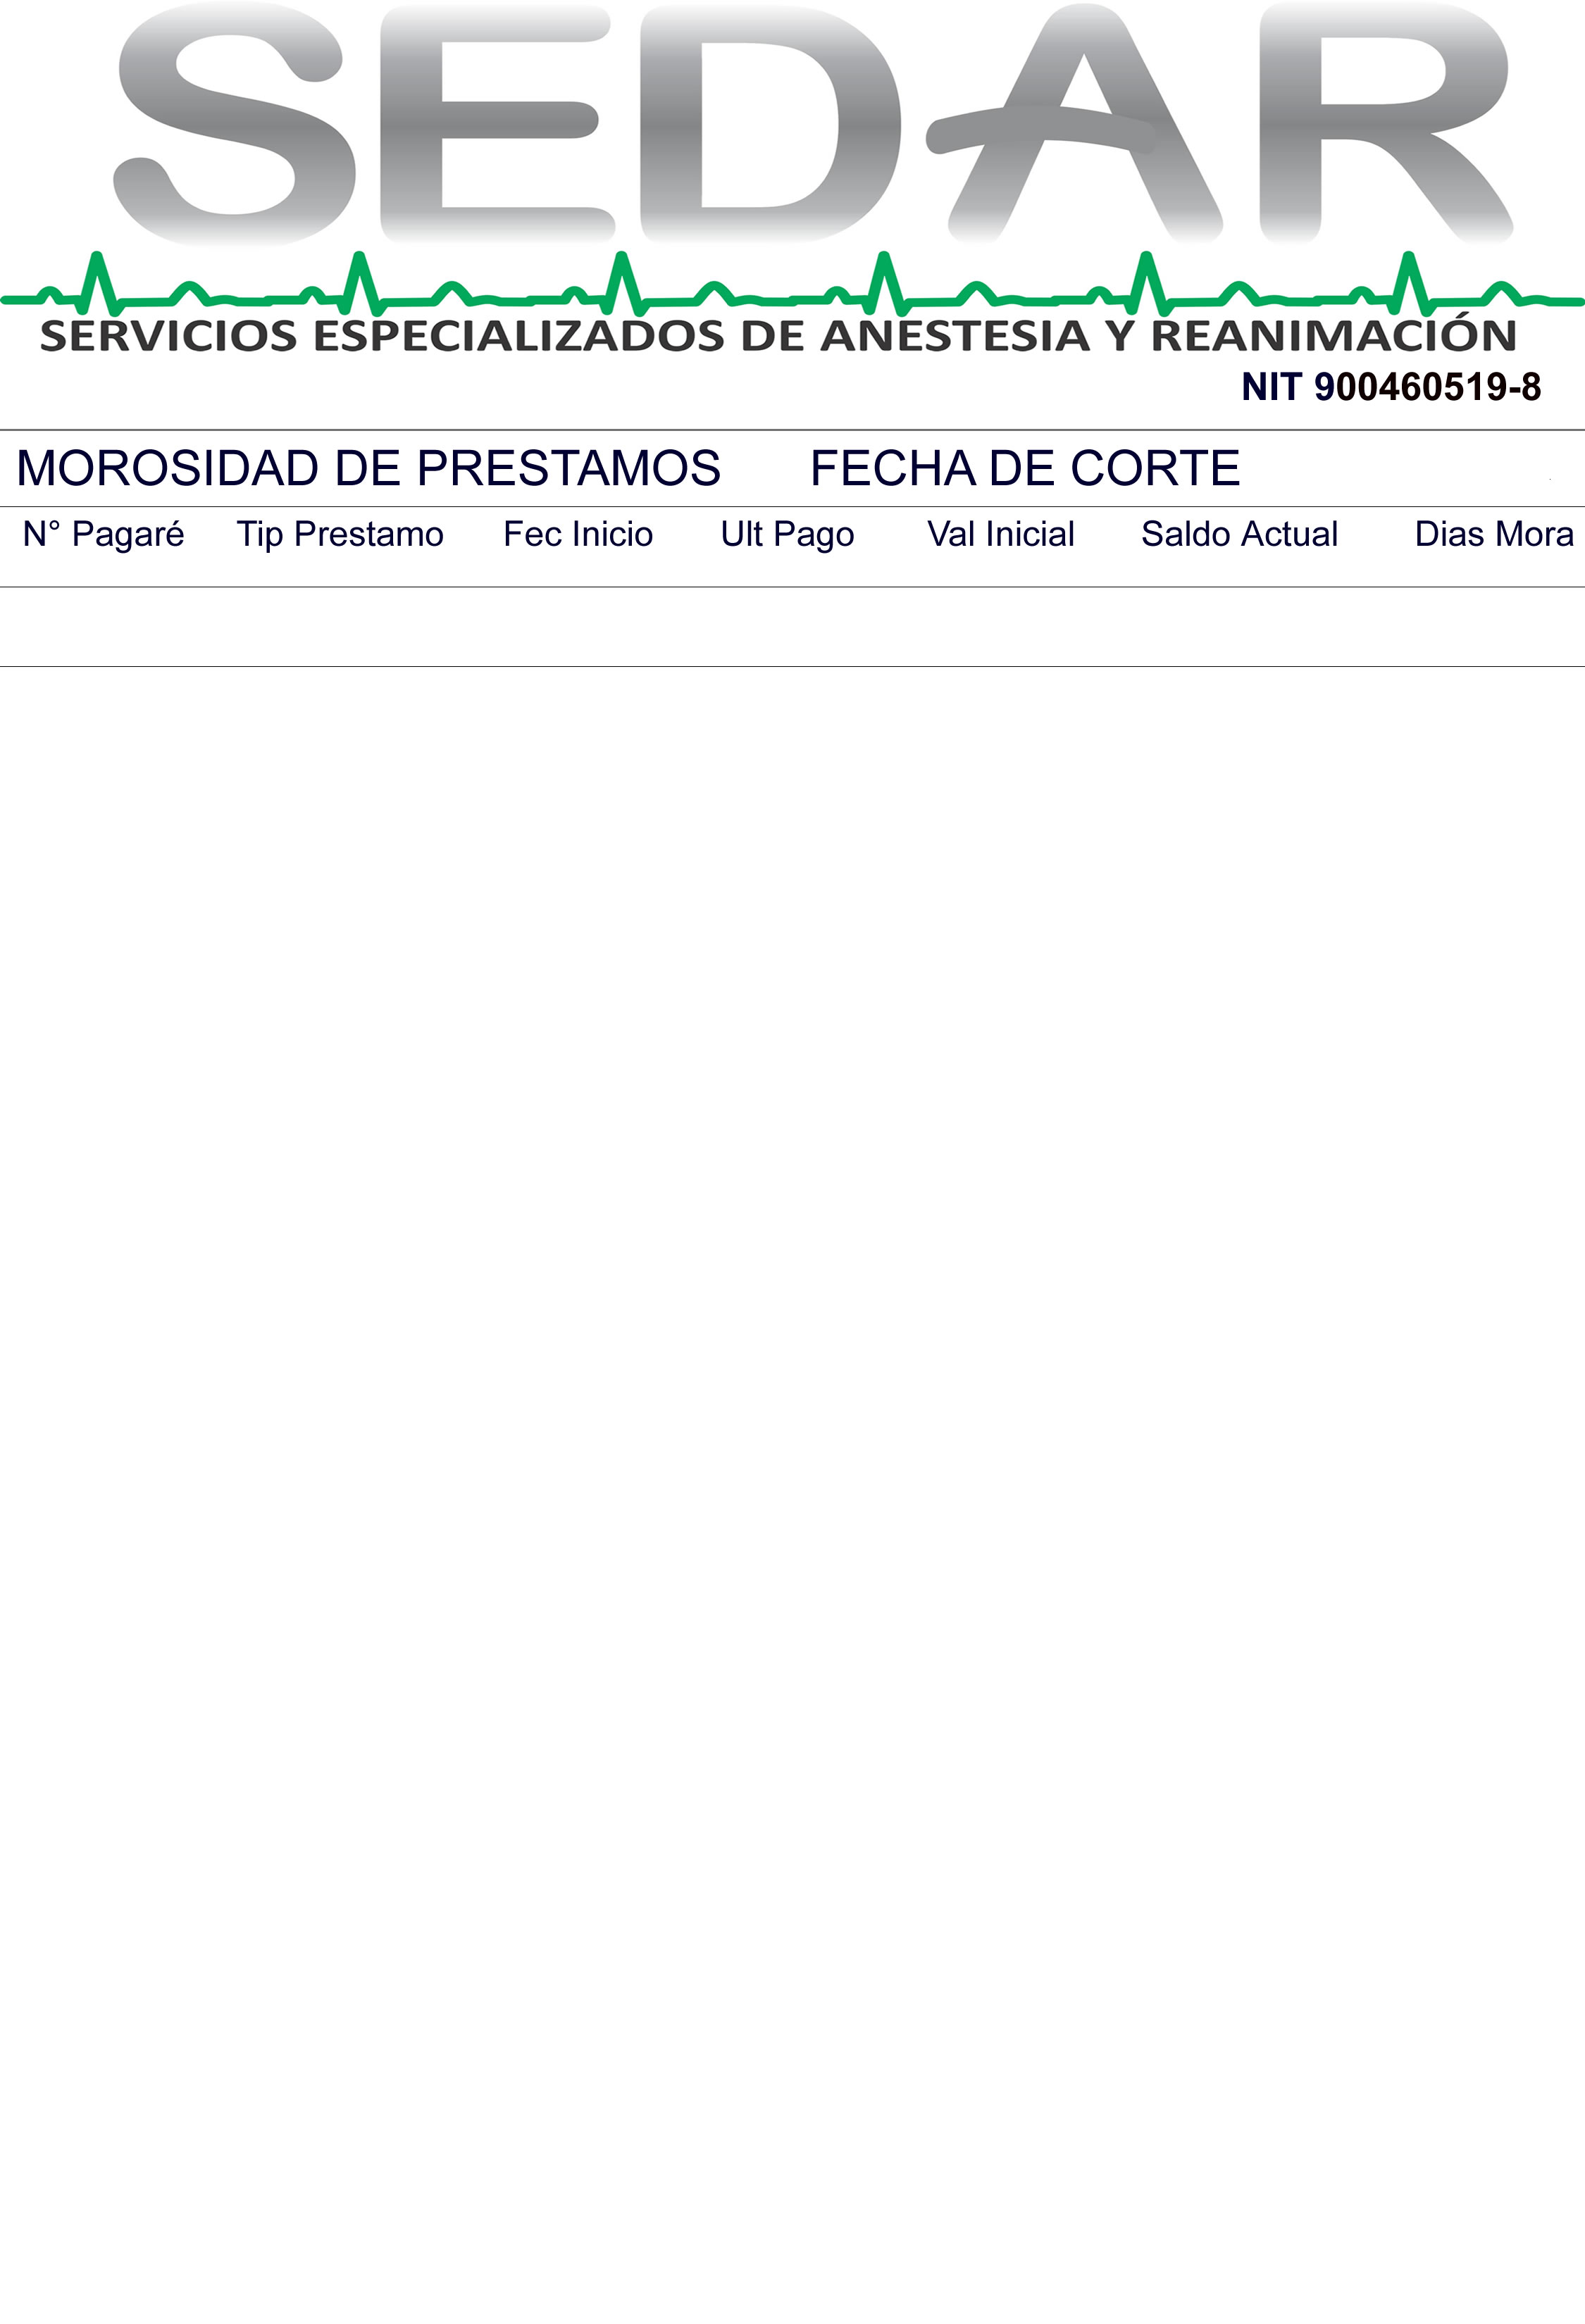 SEDAR
SERVICIOS ESPECIALIZADOS DE ANESTESIA Y REANIMACIÓN
NIT 900460519-8
MOROSIDAD DE PRESTAMOS FECHA DE CORTE
N° Pagaré Tip Prestamo Fec Inicio Ult Pago Val Inicial Saldo Actual Dias Mora